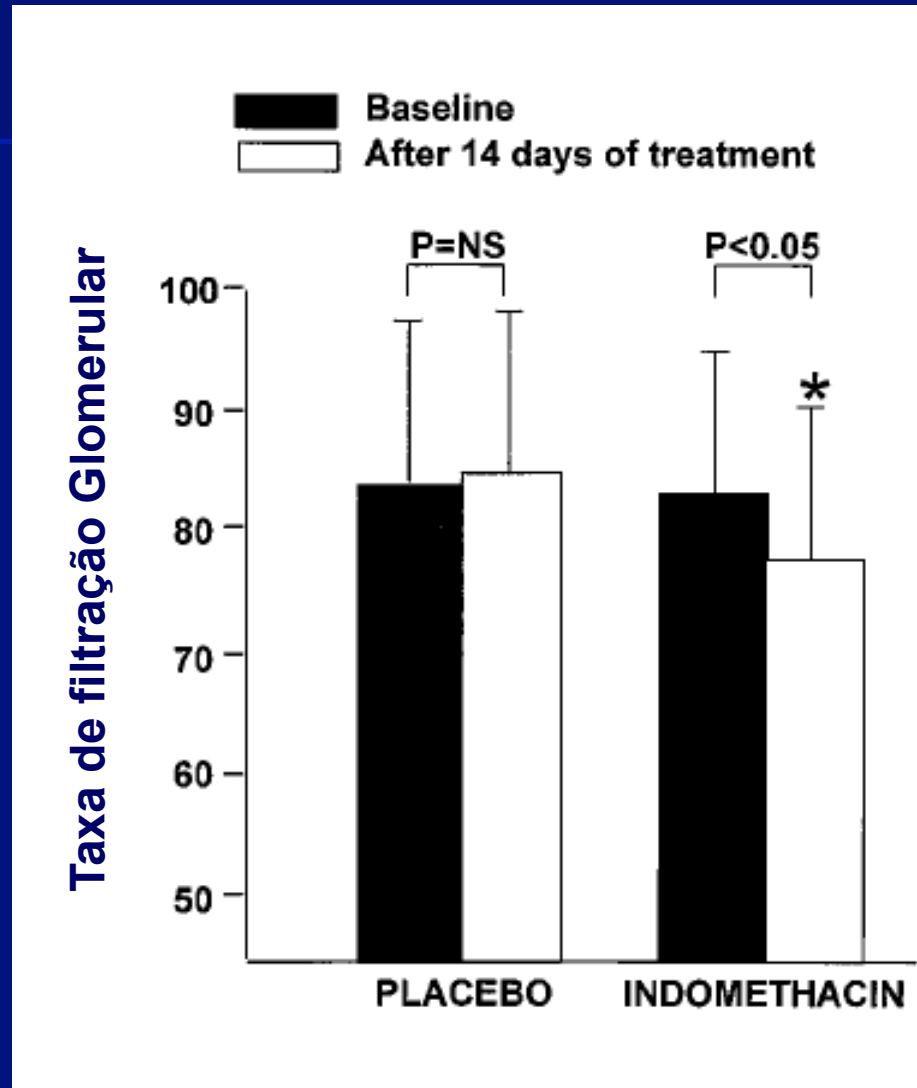 Baseline
After 14 days of treatment
P=NS
P<0.05
Taxa de filtração Glomerular
100
90
80
70
60
50
*
PLACEBO
INDOMETHACIN